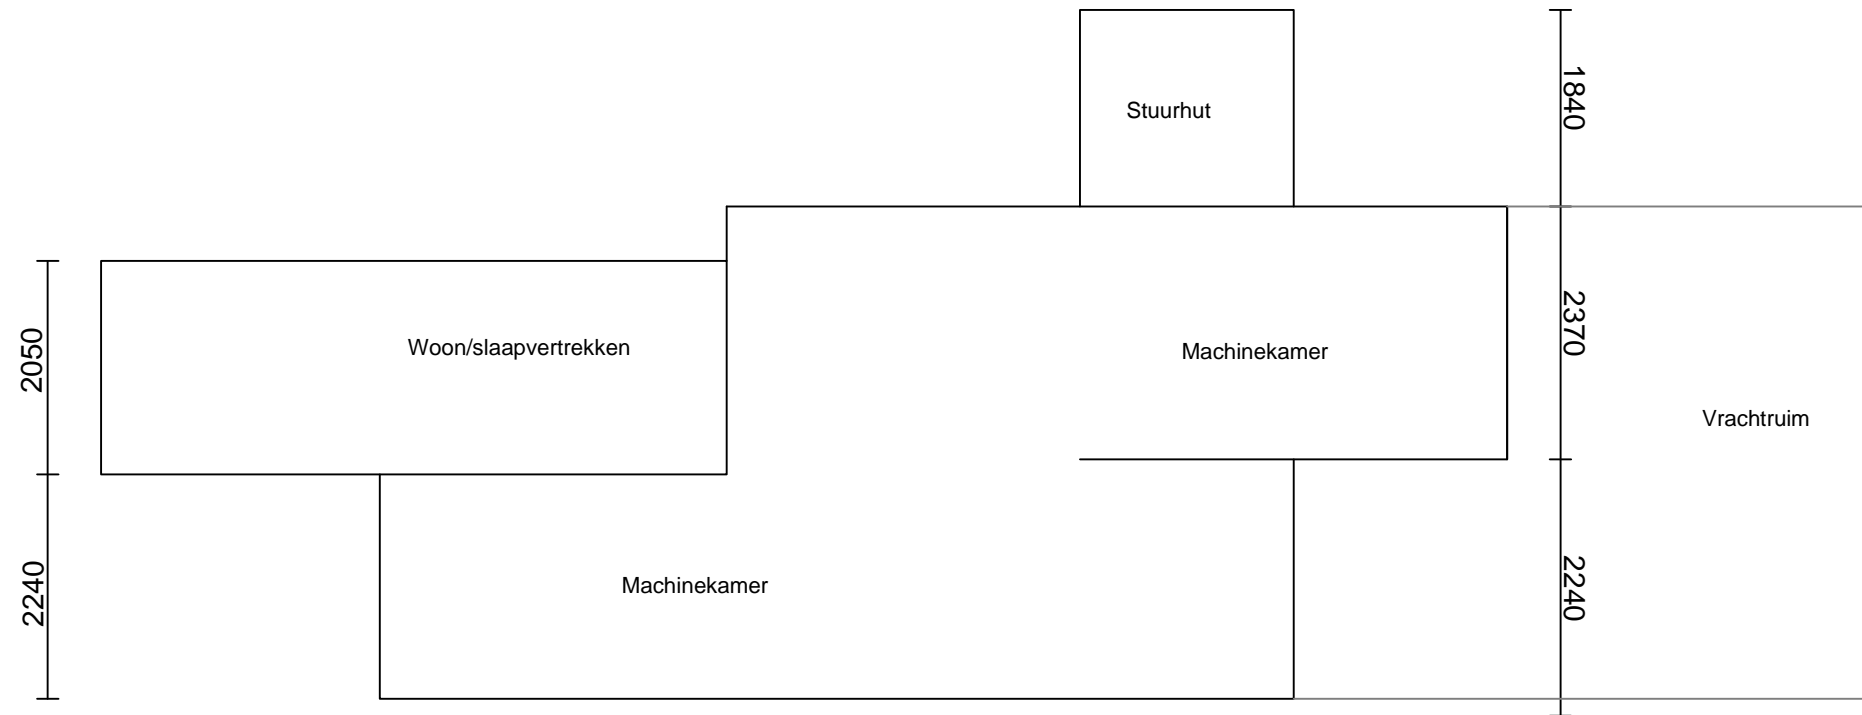 1840
Stuurhut
2370
2050
Woon/slaapvertrekken
Machinekamer
Vrachtruim
2240
Machinekamer
2240